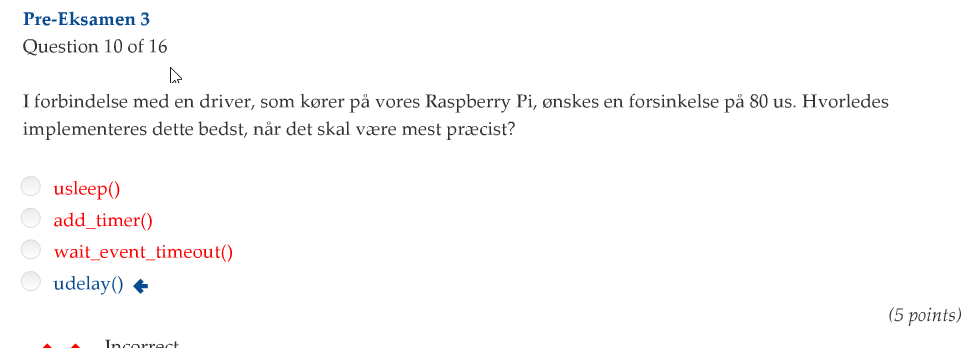 Pre-Eksamen 3
Question 10 of 16
I forbindelse med en driver, som kører på vores Raspberry Pi, ønskes en forsinkelse på 80 us. Hvorledes
implementeres dette bedst, når det skal være mest præcist?
usleep()
add_timer()
wait_event_timeout()
udelay()
(5 points)
Incorrect